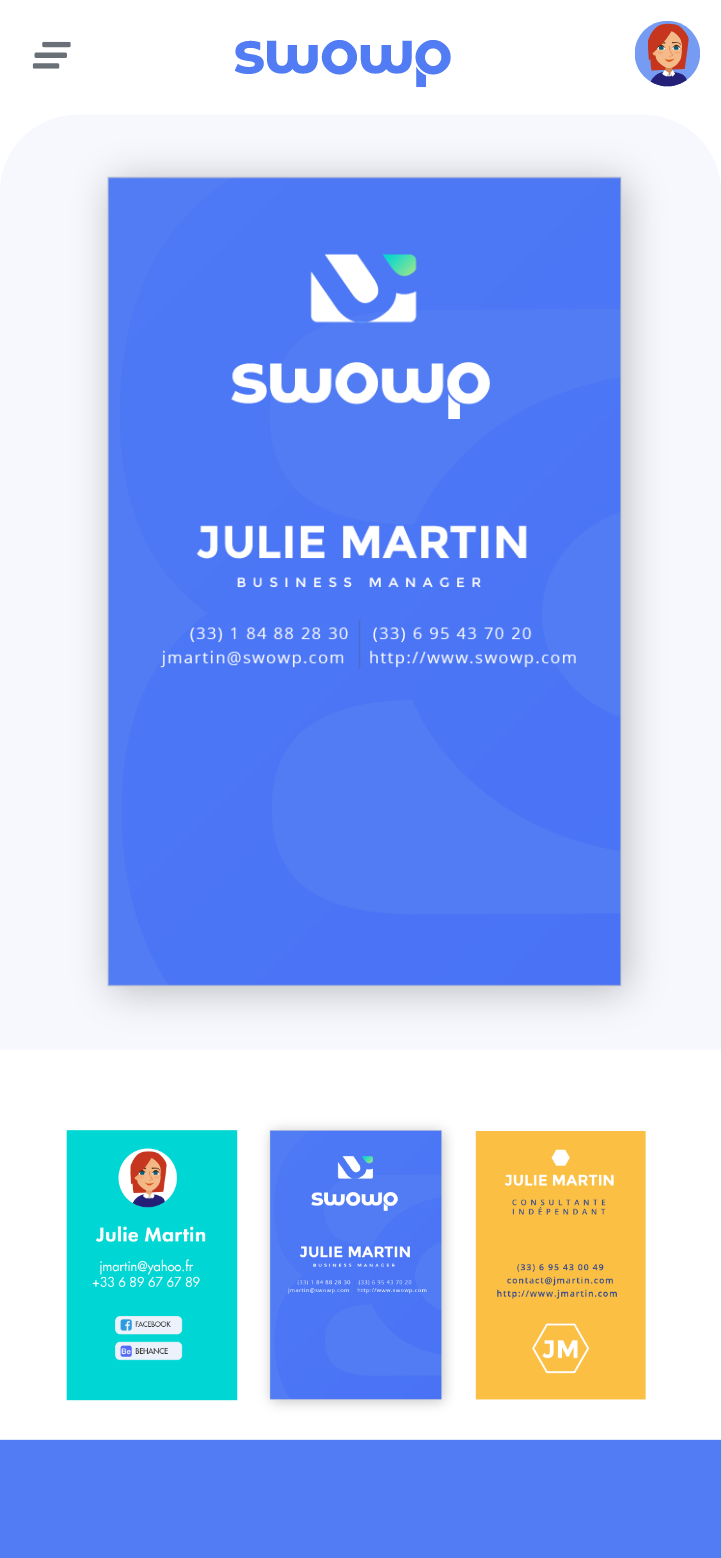 swowp
swowp
JULIE MARTIN
BUSINESS MANAGER
(33) 1 84 88 28 30 (33) 6 95 43 70 20
jmartin@swowp.com http://www.swowp.com
Julie Martin
jmartin@yahoo.fr
+33 6 89 67 67 89
FACEBOOK
Be BEHANCE
swowp
JULIE MARTIN
BUSINESS MANAGER
(33) 1 84 88 28 30 (33) 6 95 43 70 20
jmartin@swowp.com http://www.swowp.com
JULIE MARTIN
CONSULTANTE
INDÉPENDANT
(33) 6 95 43 00 49
contact@jmartin.com
http://www.jmartin.com
JM